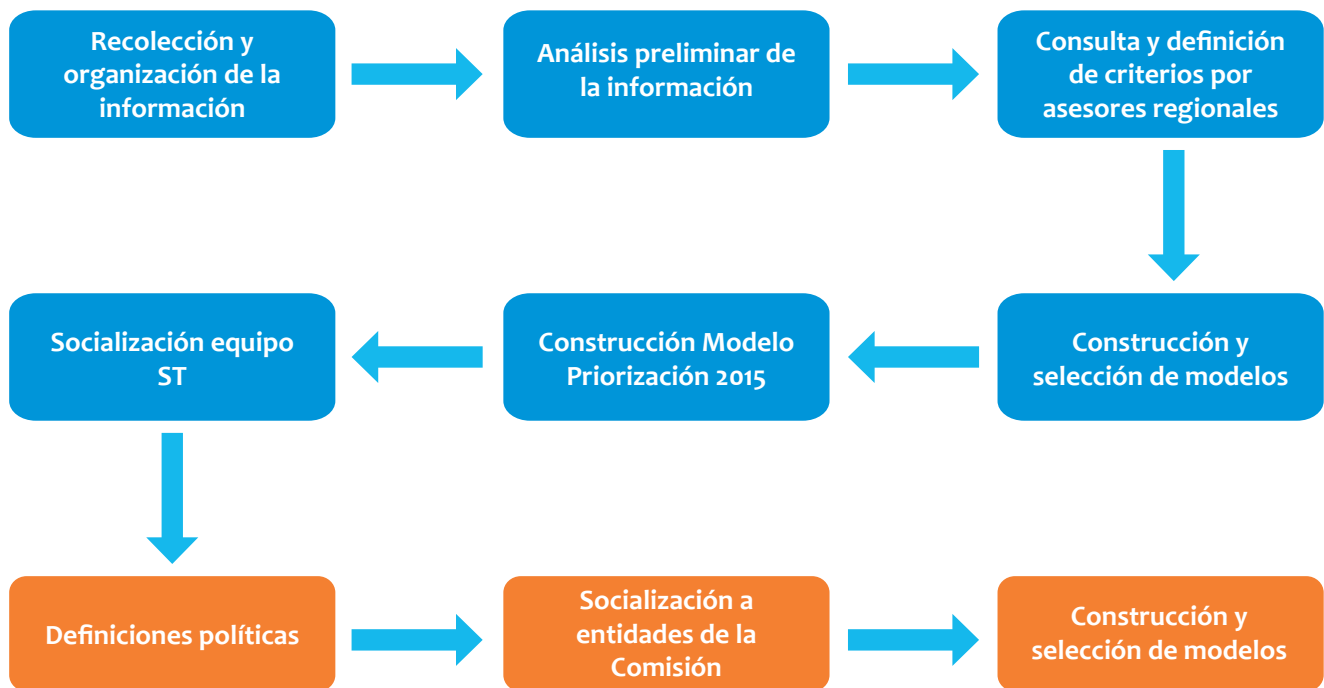 Recolección y
organización de la
información
Análisis preliminar de
la información
Consulta y definición
de criterios por
asesores regionales
Socialización equipo
ST
Construcción Modelo
Priorización 2015
Construcción y
selección de modelos
Definiciones políticas
Socialización a
entidades de la
Comisión
Construcción y
selección de modelos